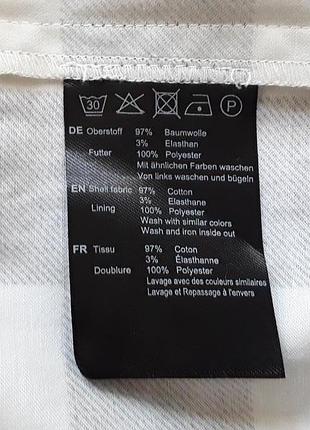 30 P
DE Oberstoff 97% Baumwolle
3% Elasthan
Futter 100% Polyester
Mit ähnlichen Farben waschen
Von links waschen und bügeln
EN Shell fabric 97% Cotton
3% Elasthane
Lining 100% Polyester
Wash with similar colors
Wash and iron inside out
FR Tissu 97% Coton
3% Élasthanne
Doublure 100% Polyester
Lavage avec des couleurs similaires
Lavage et Repassage à l'envers